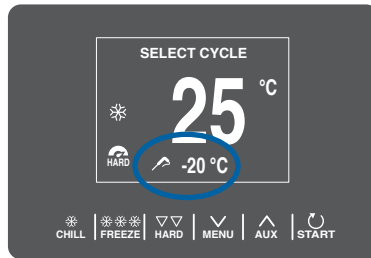 SELECT CYCLE
25 °C
HARD
-20 °C
CHILL FREEZE HARD MENU AUX START